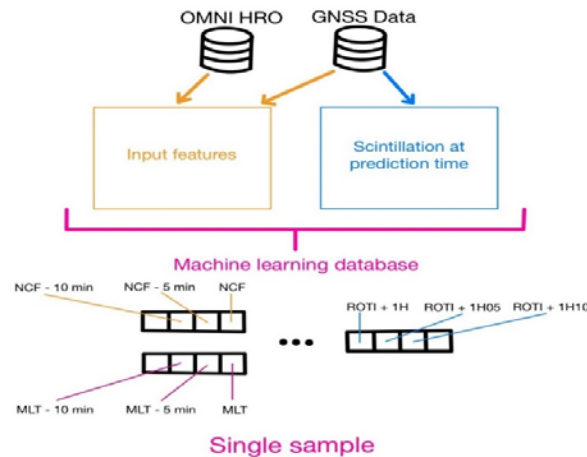 OMNI HRO GNSS Data
Input features
Scintillation at
prediction time
Machine learning database
NCF - 10 min NCF - 5 min NCF
ROTI + 1H ROTI + 1H05 ROTI + 1H10
MLT - 10 min MLT - 5 min MLT
Single sample